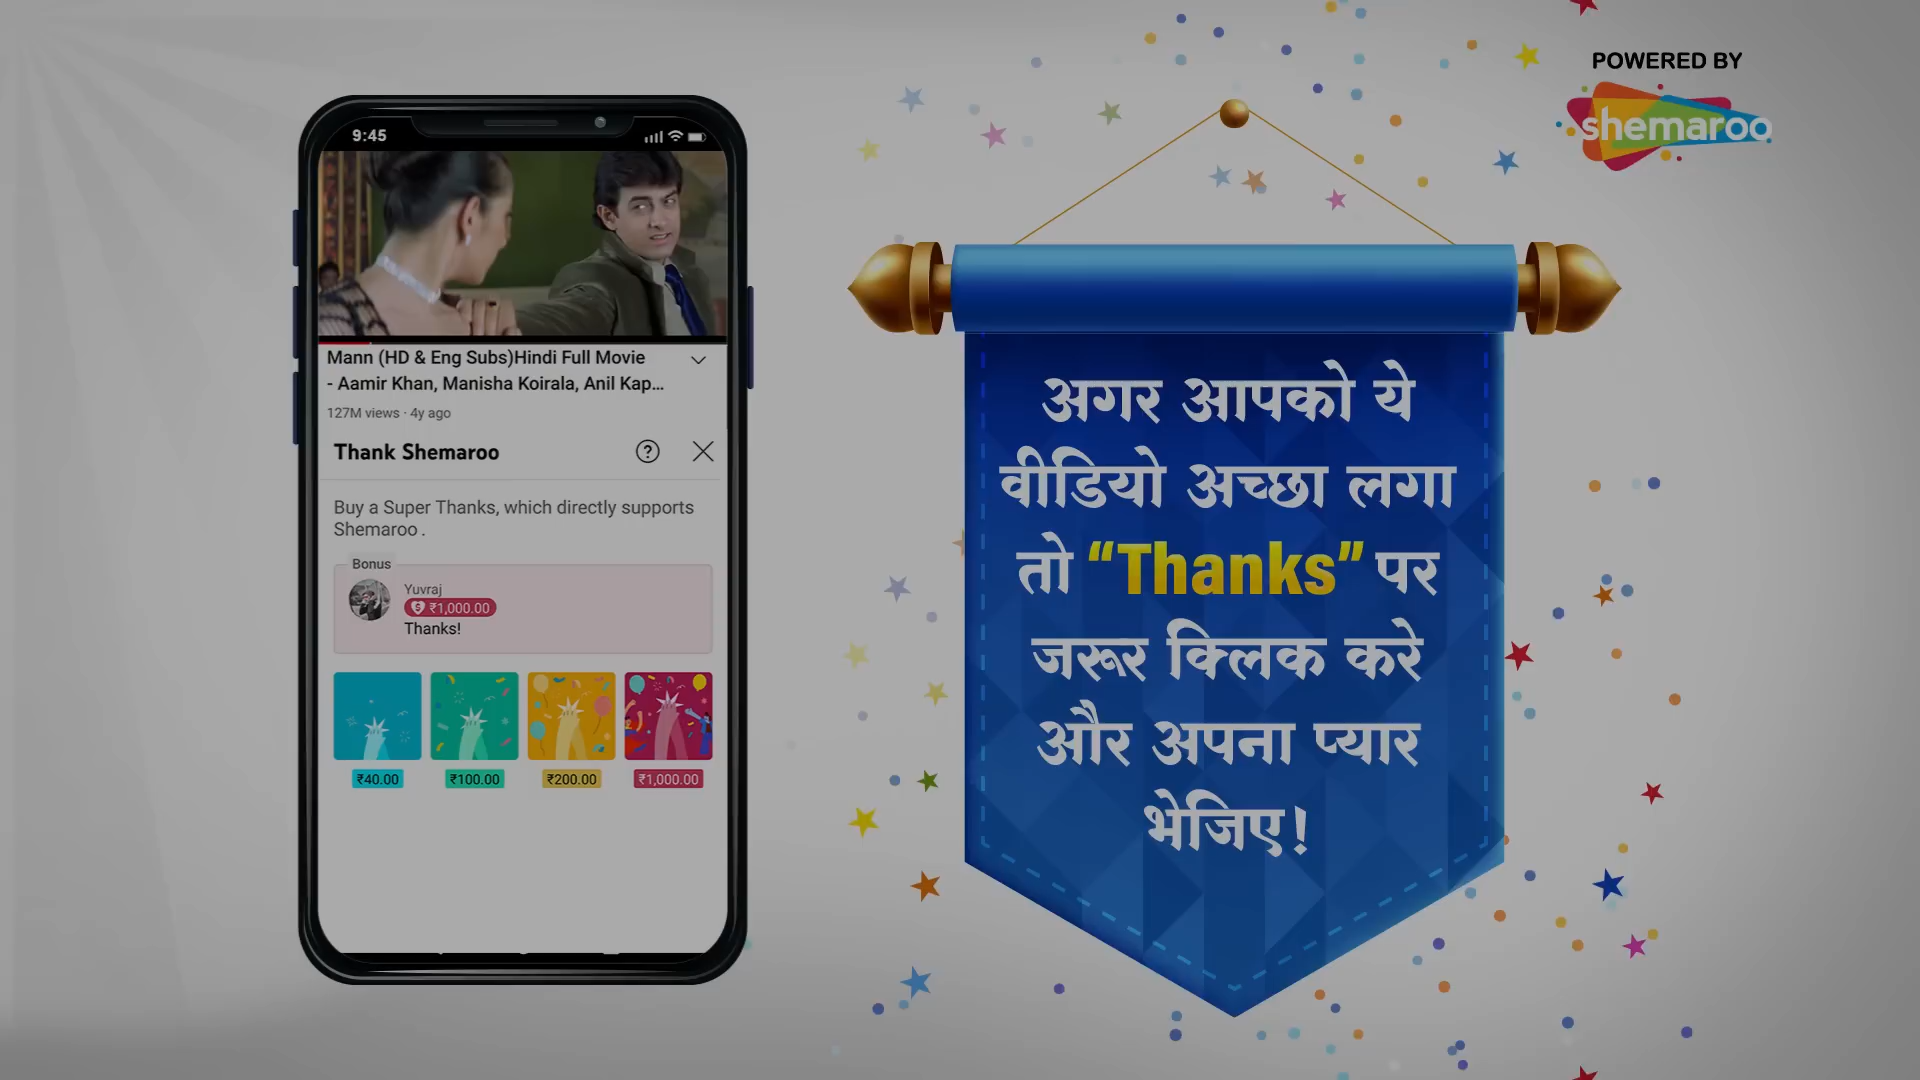 POWERED BY
shemaroo
9:45
Mann (HD & Eng Subs)Hindi Full Movie
- Aamir Khan, Manisha Koirala, Anil Kap...
127M views · 4y ago
Thank Shemaroo
?
Buy a Super Thanks, which directly supports
Shemaroo .
Bonus
Yuvraj
$ ₹1,000.00
Thanks!
₹40.00 ₹100.00 ₹200.00 ₹1,000.00
अगर आपको ये
वीडियो अच्छा लगा
तो “Thanks” पर
जरूर क्लिक करे
और अपना प्यार
भेजिए!